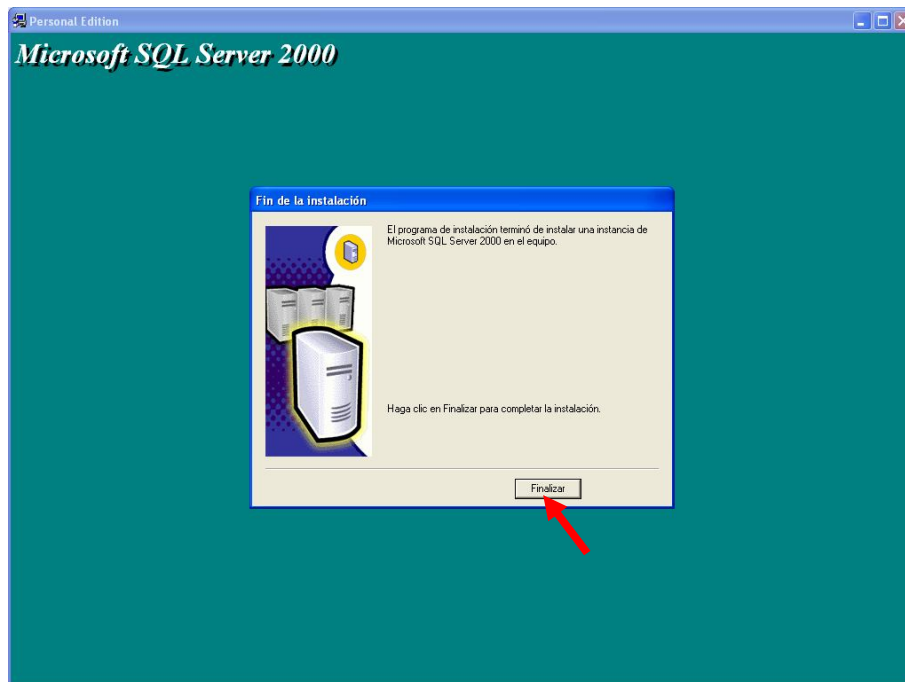 Personal Edition
Microsoft SQL Server 2000
Fin de la instalación
El programa de instalación terminó de instalar una instancia de
Microsoft SQL Server 2000 en el equipo.
Haga clic en Finalizar para completar la instalación.
Finalizar